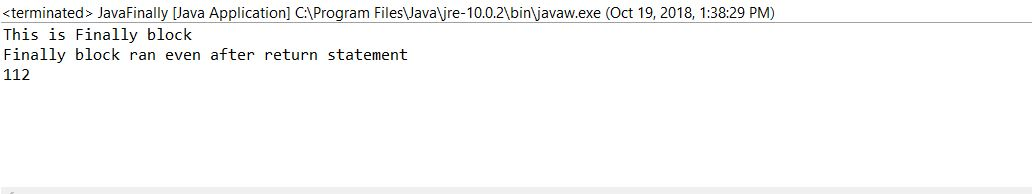 <terminated> JavaFinally [Java Application] C:\Program Files\Java\jre-10.0.2\bin\javaw.exe (Oct 19, 2018, 1:38:29 PM)
This is Finally block
Finally block ran even after return statement
112